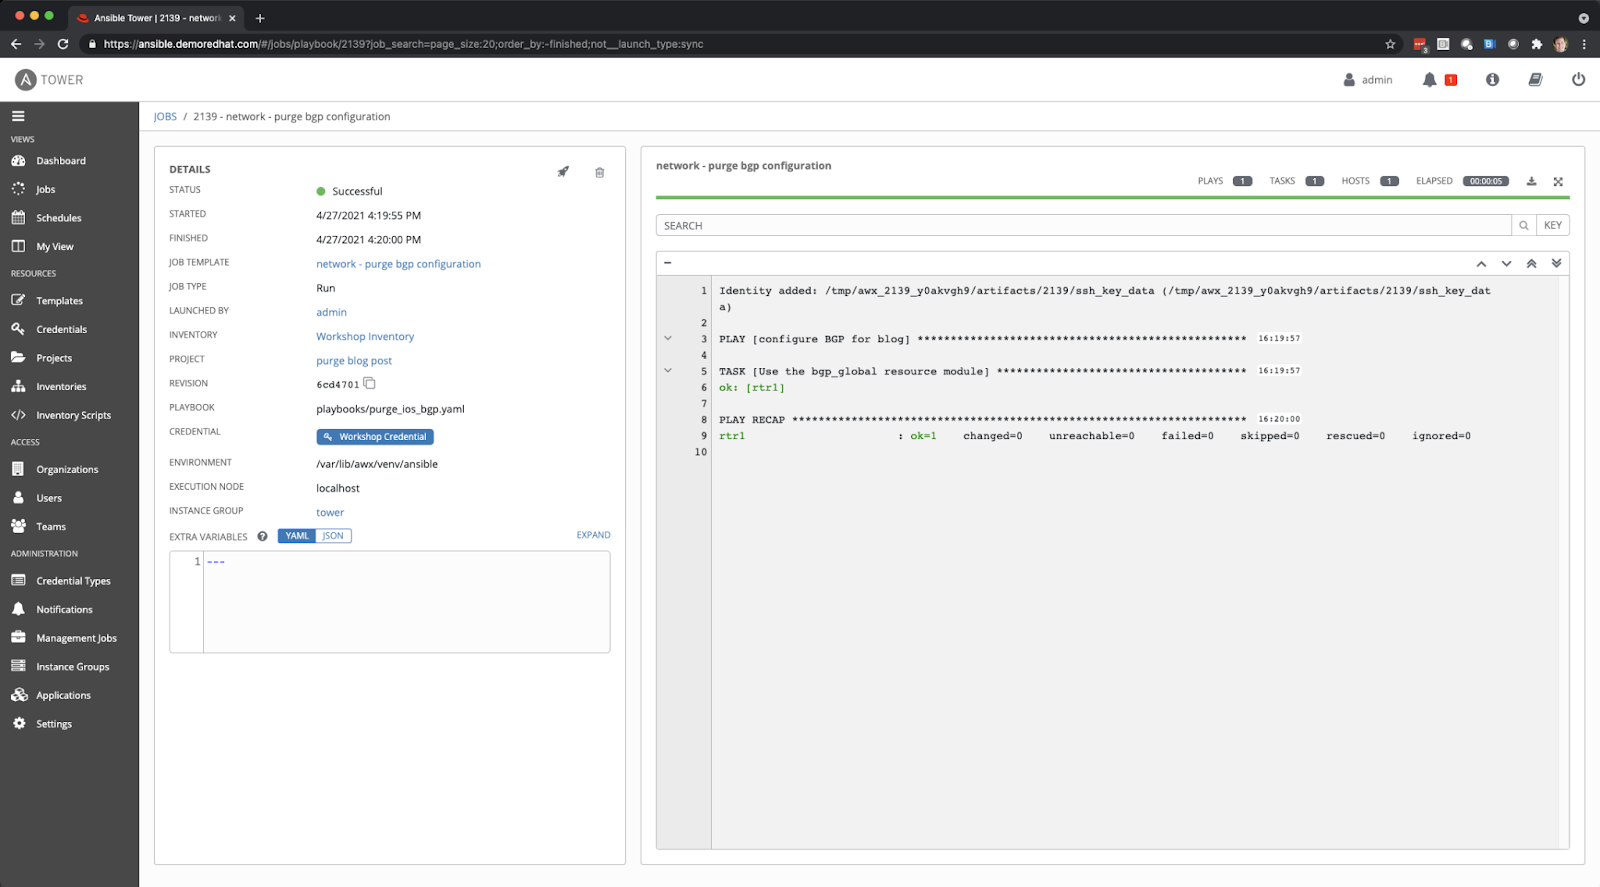 Ansible Tower | 2139 - network
https://ansible.demoredhat.com/#/jobs/playbook/2139?job_search=page_size:20;order_by:-finished;not__launch_type:sync
3
A TOWER
admin
1
JOBS / 2139 - network - purge bgp configuration
VIEWS
Dashboard
Jobs
Schedules
My View
RESOURCES
Templates
Credentials
Projects
Inventories
Inventory Scripts
ACCESS
Organizations
Users
Teams
ADMINISTRATION
Credential Types
Notifications
Management Jobs
Instance Groups
Applications
Settings
DETAILS
STATUS Successful
STARTED 4/27/2021 4:19:55 PM
FINISHED 4/27/2021 4:20:00 PM
JOB TEMPLATE network - purge bgp configuration
JOB TYPE Run
LAUNCHED BY admin
INVENTORY Workshop Inventory
PROJECT purge blog post
REVISION 6cd4701
PLAYBOOK playbooks/purge_ios_bgp.yaml
CREDENTIAL Workshop Credential
ENVIRONMENT /var/lib/awx/venv/ansible
EXECUTION NODE localhost
INSTANCE GROUP tower
EXTRA VARIABLES ? YAML JSON EXPAND
1 ---
network - purge bgp configuration
PLAYS 1 TASKS 1 HOSTS 1 ELAPSED 00:00:05
SEARCH KEY
1 Identity added: /tmp/awx_2139_y0akvgh9/artifacts/2139/ssh_key_data (/tmp/awx_2139_y0akvgh9/artifacts/2139/ssh_key_dat
a)
2
3 PLAY [configure BGP for blog] ************************************************** 16:19:57
4
5 TASK [Use the bgp_global resource module] ************************************** 16:19:57
6 ok: [rtr1]
7
8 PLAY RECAP ********************************************************************* 16:20:00
9 rtr1 : ok=1 changed=0 unreachable=0 failed=0 skipped=0 rescued=0 ignored=0
10